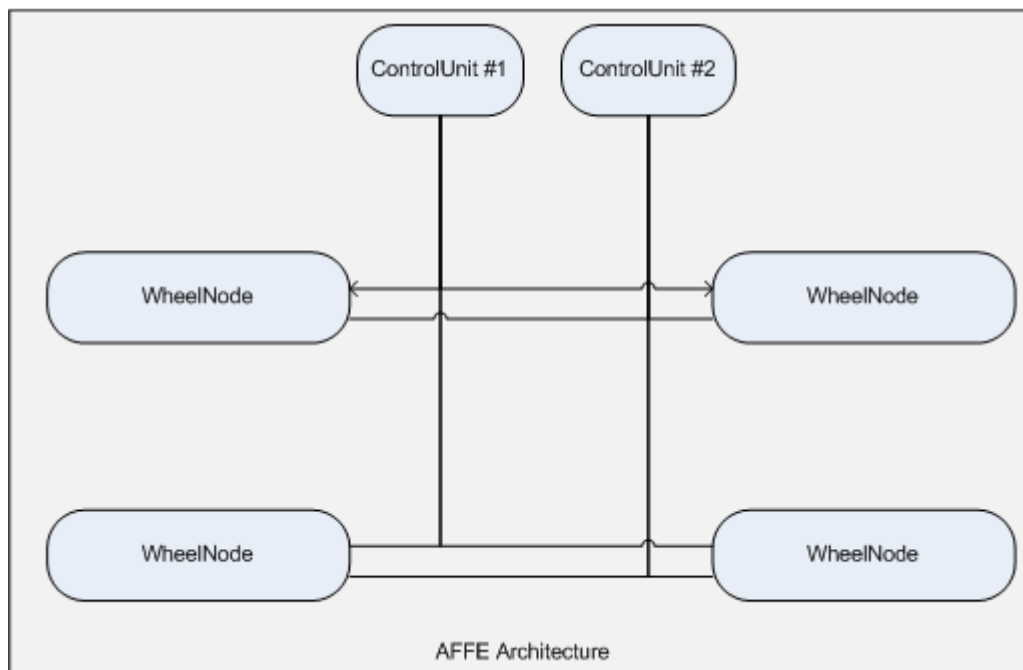 ControlUnit #1
ControlUnit #2
WheelNode
WheelNode
WheelNode
WheelNode
AFFE Architecture